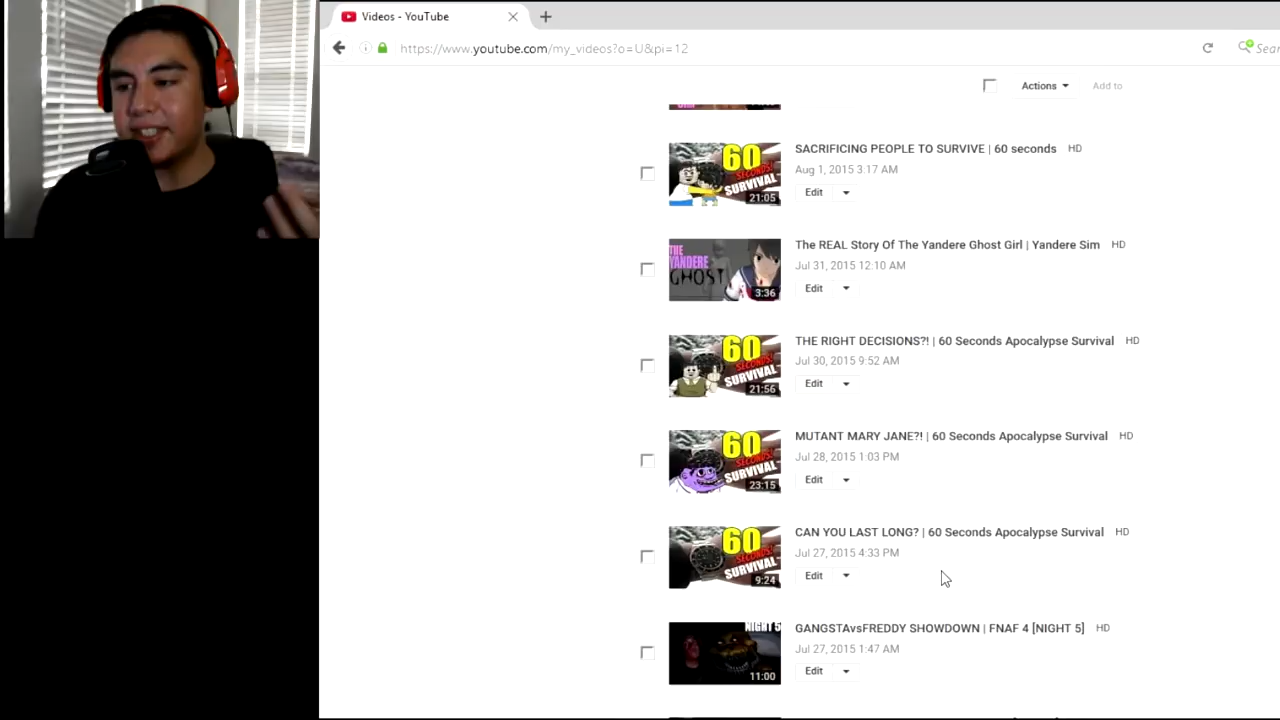 Videos - YouTube
https://www.youtube.com/my_videos?o=U&pi=12
Sear
Actions
Add to
60
SECONDS!
SURVIVAL
21:05
SACRIFICING PEOPLE TO SURVIVE | 60 seconds HD
Aug 1, 2015 3:17 AM
Edit
THE
YANDERE
GHOST
3:36
The REAL Story Of The Yandere Ghost Girl | Yandere Sim HD
Jul 31, 2015 12:10 AM
Edit
60
SECONDS!
SURVIVAL
21:56
THE RIGHT DECISIONS?! | 60 Seconds Apocalypse Survival HD
Jul 30, 2015 9:52 AM
Edit
60
SECONDS!
SURVIVAL
23:15
MUTANT MARY JANE?! | 60 Seconds Apocalypse Survival HD
Jul 28, 2015 1:03 PM
Edit
60
SECONDS!
SURVIVAL
9:24
CAN YOU LAST LONG? | 60 Seconds Apocalypse Survival HD
Jul 27, 2015 4:33 PM
Edit
NIGHT 5
11:00
GANGSTAvsFREDDY SHOWDOWN | FNAF 4 [NIGHT 5] HD
Jul 27, 2015 1:47 AM
Edit